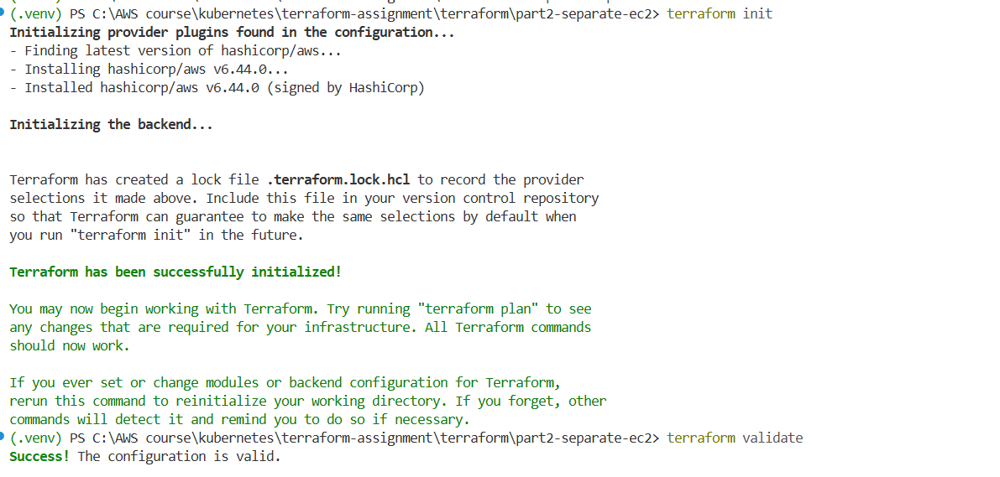 (.venv) PS C:\AWS course\kubernetes\terraform-assignment\terraform\part2-separate-ec2> terraform init
Initializing provider plugins found in the configuration...
- Finding latest version of hashicorp/aws...
- Installing hashicorp/aws v6.44.0...
- Installed hashicorp/aws v6.44.0 (signed by HashiCorp)
Initializing the backend...
Terraform has created a lock file .terraform.lock.hcl to record the provider
selections it made above. Include this file in your version control repository
so that Terraform can guarantee to make the same selections by default when
you run "terraform init" in the future.
Terraform has been successfully initialized!
You may now begin working with Terraform. Try running "terraform plan" to see
any changes that are required for your infrastructure. All Terraform commands
should now work.
If you ever set or change modules or backend configuration for Terraform,
rerun this command to reinitialize your working directory. If you forget, other
commands will detect it and remind you to do so if necessary.
(.venv) PS C:\AWS course\kubernetes\terraform-assignment\terraform\part2-separate-ec2> terraform validate
Success! The configuration is valid.